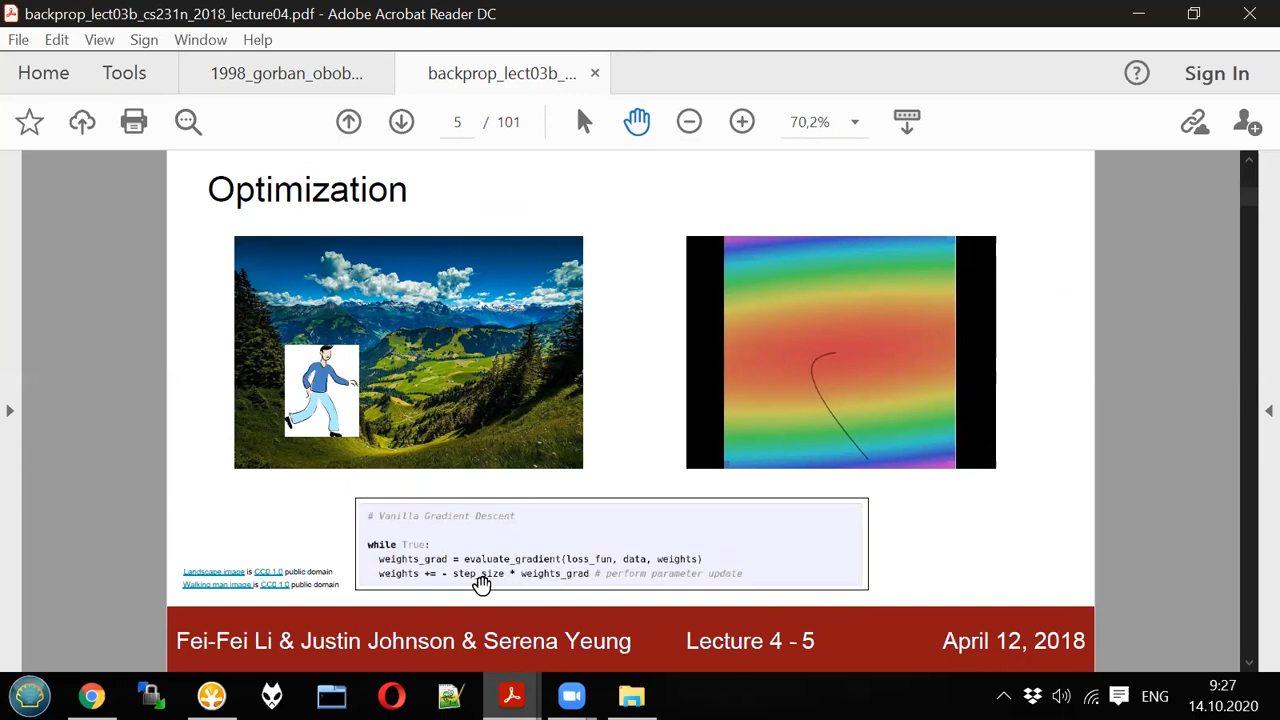 backprop_lect03b_cs231n_2018_lecture04.pdf - Adobe Acrobat Reader DC
File Edit View Sign Window Help
Home Tools 1998_gorban_obob... backprop_lect03b_...
Sign In
5 / 101 70,2%
Optimization
# Vanilla Gradient Descent
while True:
weights_grad = evaluate_gradient(loss_fun, data, weights)
weights += - step_size * weights_grad # perform parameter update
Landscape image is CC0 1.0 public domain
Walking man image is CC0 1.0 public domain
Fei-Fei Li & Justin Johnson & Serena Yeung Lecture 4 - 5 April 12, 2018
ENG
9:27
14.10.2020